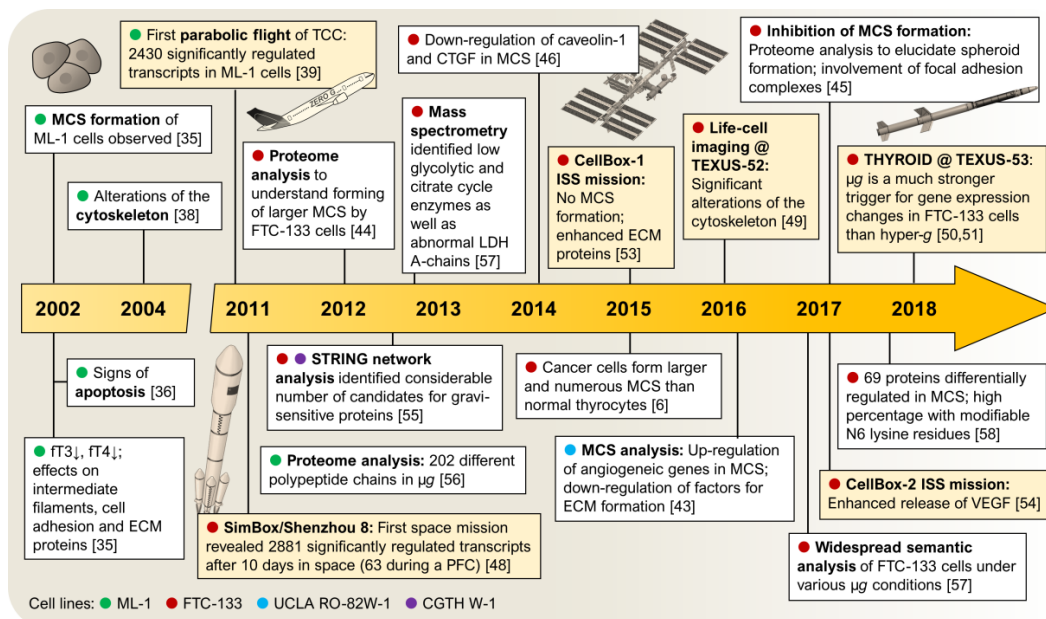 First parabolic flight of TCC:
2430 significantly regulated
transcripts in ML-1 cells [39]
ZERO G
Down-regulation of caveolin-1
and CTGF in MCS [46]
Inhibition of MCS formation:
Proteome analysis to elucidate spheroid
formation; involvement of focal adhesion
complexes [45]
MCS formation of
ML-1 cells observed [35]
Alterations of the
cytoskeleton [38]
Proteome
analysis to
understand forming
of larger MCS by
FTC-133 cells [44]
Mass
spectrometry
identified low
glycolytic and
citrate cycle
enzymes as
well as
abnormal LDH
A-chains [57]
CellBox-1
ISS mission:
No MCS
formation;
enhanced ECM
proteins [53]
Life-cell
imaging @
TEXUS-52:
Significant
alterations of the
cytoskeleton [49]
THYROID @ TEXUS-53:
µg is a much stronger
trigger for gene expression
changes in FTC-133 cells
than hyper-g [50,51]
2002 2004 2011 2012 2013 2014 2015 2016 2017 2018
Signs of
apoptosis [36]
fT3↓, fT4↓;
effects on
intermediate
filaments, cell
adhesion and ECM
proteins [35]
STRING network
analysis identified considerable
number of candidates for gravi-
sensitive proteins [55]
Proteome analysis: 202 different
polypeptide chains in µg [56]
SimBox/Shenzhou 8: First space mission
revealed 2881 significantly regulated transcripts
after 10 days in space (63 during a PFC) [48]
Cancer cells form larger
and numerous MCS than
normal thyrocytes [6]
MCS analysis: Up-regulation
of angiogeneic genes in MCS;
down-regulation of factors for
ECM formation [43]
69 proteins differentially
regulated in MCS; high
percentage with modifiable
N6 lysine residues [58]
CellBox-2 ISS mission:
Enhanced release of VEGF [54]
Widespread semantic
analysis of FTC-133 cells under
various µg conditions [57]
Cell lines: ML-1 FTC-133 UCLA RO-82W-1 CGTH W-1